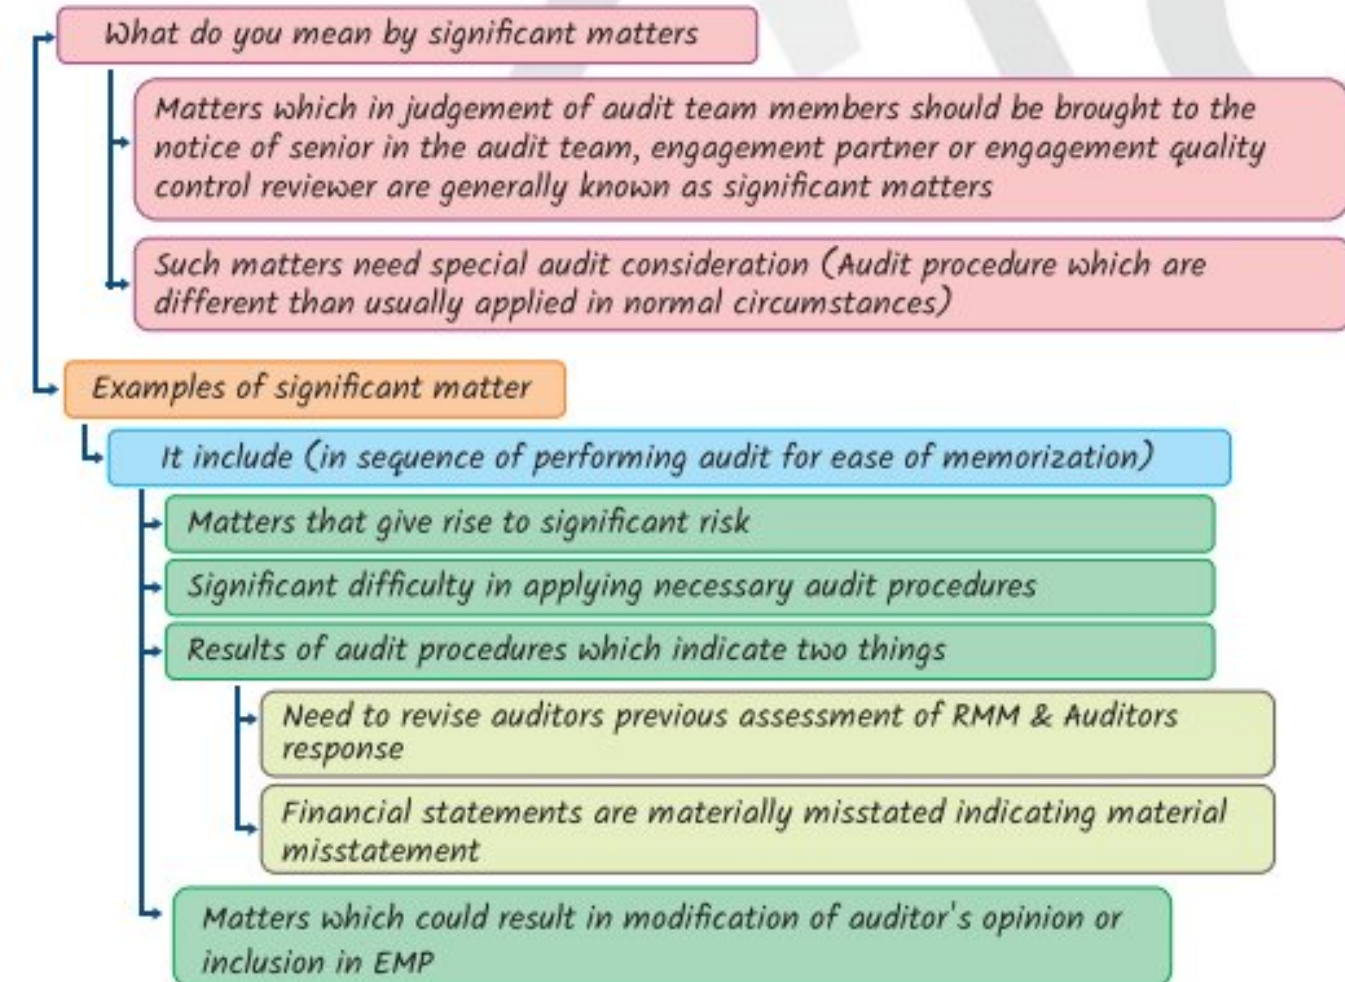 What do you mean by significant matters
Matters which in judgement of audit team members should be brought to the
notice of senior in the audit team, engagement partner or engagement quality
control reviewer are generally known as significant matters
Such matters need special audit consideration (Audit procedure which are
different than usually applied in normal circumstances)
Examples of significant matter
It include (in sequence of performing audit for ease of memorization)
Matters that give rise to significant risk
Significant difficulty in applying necessary audit procedures
Results of audit procedures which indicate two things
Need to revise auditors previous assessment of RMM & Auditors
response
Financial statements are materially misstated indicating material
misstatement
Matters which could result in modification of auditor's opinion or
inclusion in EMP